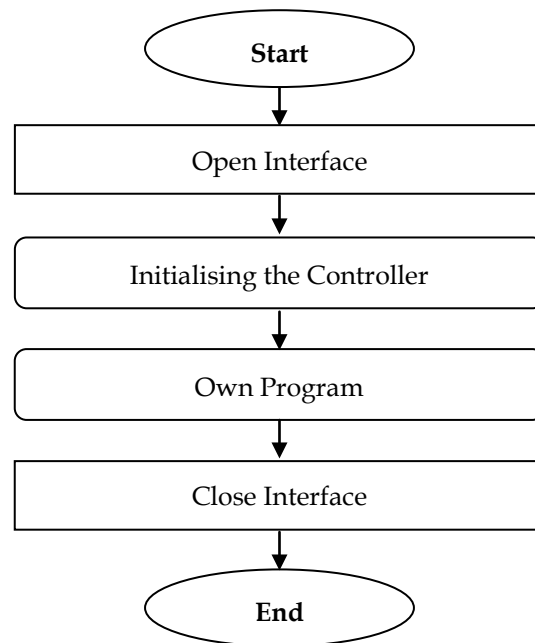 Start
Open Interface
Initialising the Controller
Own Program
Close Interface
End